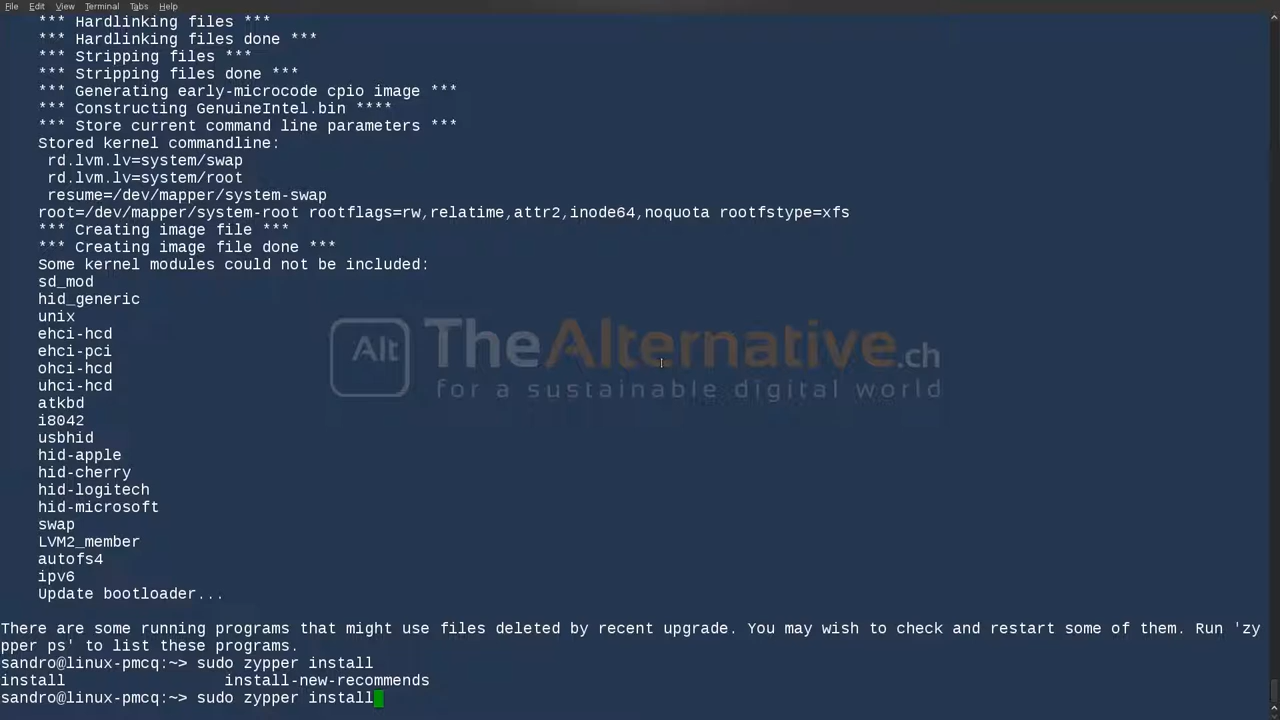 File Edit View Terminal Tabs Help
*** Hardlinking files ***
*** Hardlinking files done ***
*** Stripping files ***
*** Stripping files done ***
*** Generating early-microcode cpio image ***
*** Constructing GenuineIntel.bin ****
*** Store current command line parameters ***
Stored kernel commandline:
rd.lvm.lv=system/swap
rd.lvm.lv=system/root
resume=/dev/mapper/system-swap
root=/dev/mapper/system-root rootflags=rw,relatime,attr2,inode64,noquota rootfstype=xfs
*** Creating image file ***
*** Creating image file done ***
Some kernel modules could not be included:
sd_mod
hid_generic
unix
ehci-hcd
ehci-pci
ohci-hcd
uhci-hcd
atkbd
i8042
usbhid
hid-apple
hid-cherry
hid-logitech
hid-microsoft
swap
LVM2_member
autofs4
ipv6
Update bootloader...
Alt TheAlternative.ch
for a sustainable digital world
There are some running programs that might use files deleted by recent upgrade. You may wish to check and restart some of them. Run 'zy
pper ps' to list these programs.
sandro@linux-pmcq:~> sudo zypper install
install install-new-recommends
sandro@linux-pmcq:~> sudo zypper install